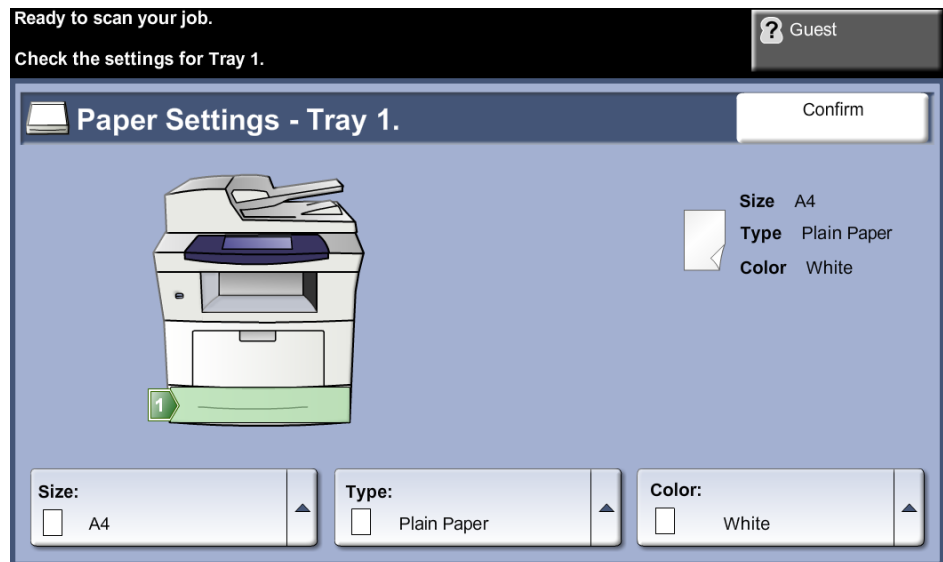 Ready to scan your job.
Guest
Check the settings for Tray 1.
Paper Settings - Tray 1.
Confirm
Size A4
Type Plain Paper
Color White
1
Size:
A4
Type:
Plain Paper
Color:
White